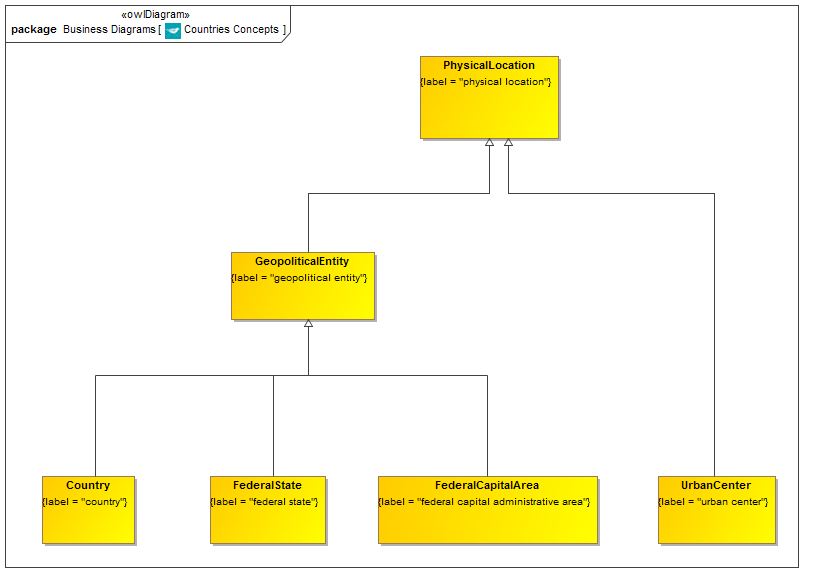 «owlDiagram»
package Business Diagrams [ Countries Concepts ]
PhysicalLocation
{label = "physical location"}
GeopoliticalEntity
{label = "geopolitical entity"}
Country
{label = "country"}
FederalState
{label = "federal state"}
FederalCapitalArea
{label = "federal capital administrative area"}
UrbanCenter
{label = "urban center"}